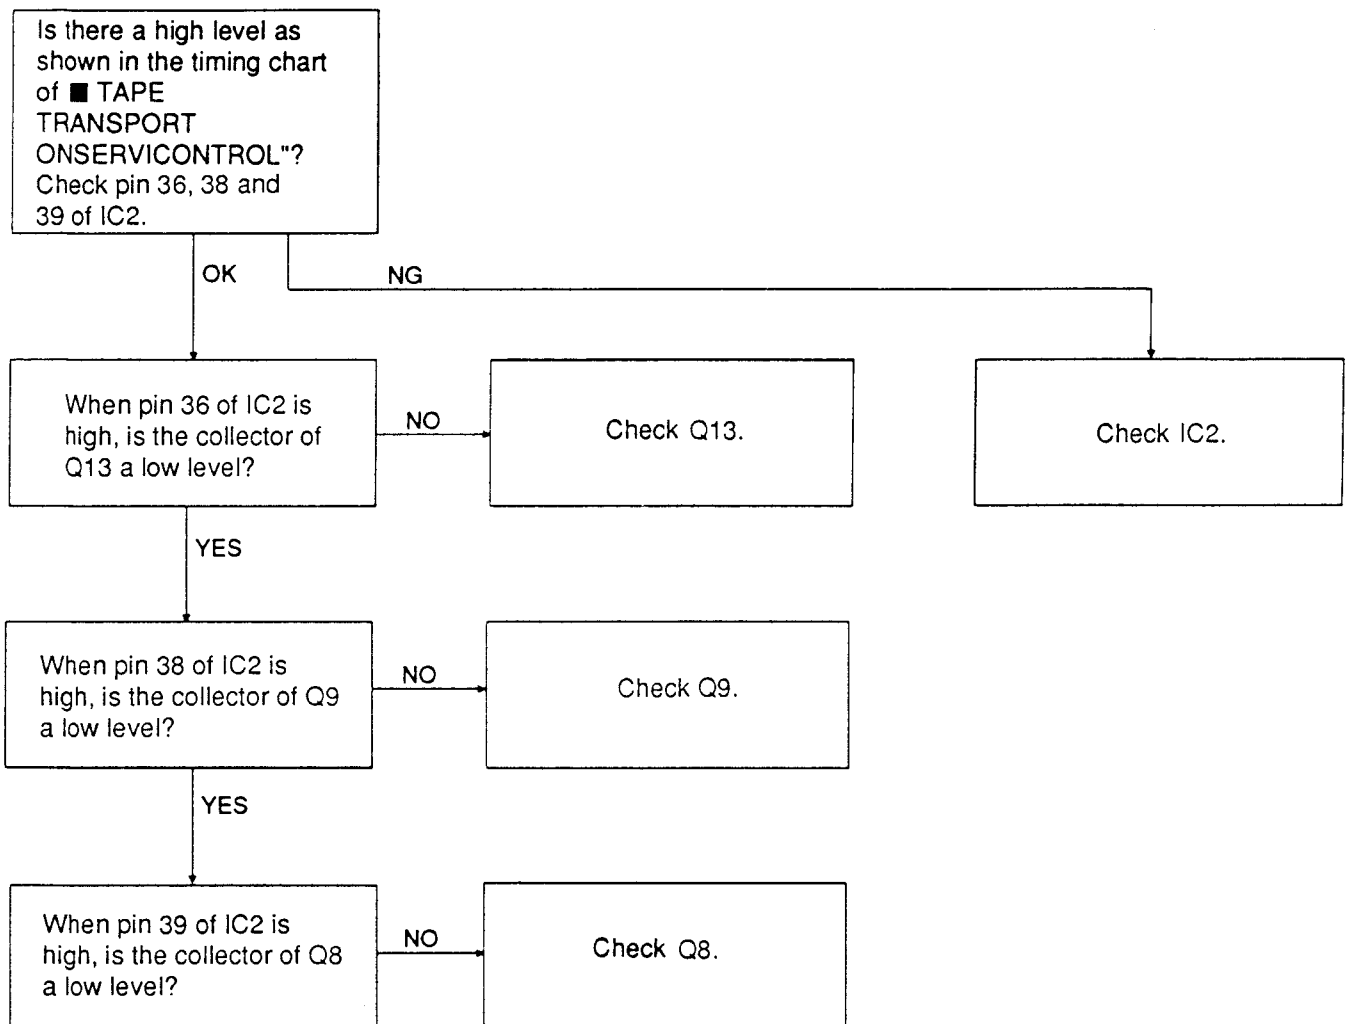 Is there a high level as
shown in the timing chart
of ■ TAPE
TRANSPORT
ONSERVICONTROL"?
Check pin 36, 38 and
39 of IC2.
OK
NG
When pin 36 of IC2 is
high, is the collector of
Q13 a low level?
NO
Check Q13.
Check IC2.
YES
When pin 38 of IC2 is
high, is the collector of Q9
a low level?
NO
Check Q9.
YES
When pin 39 of IC2 is
high, is the collector of Q8
a low level?
NO
Check Q8.